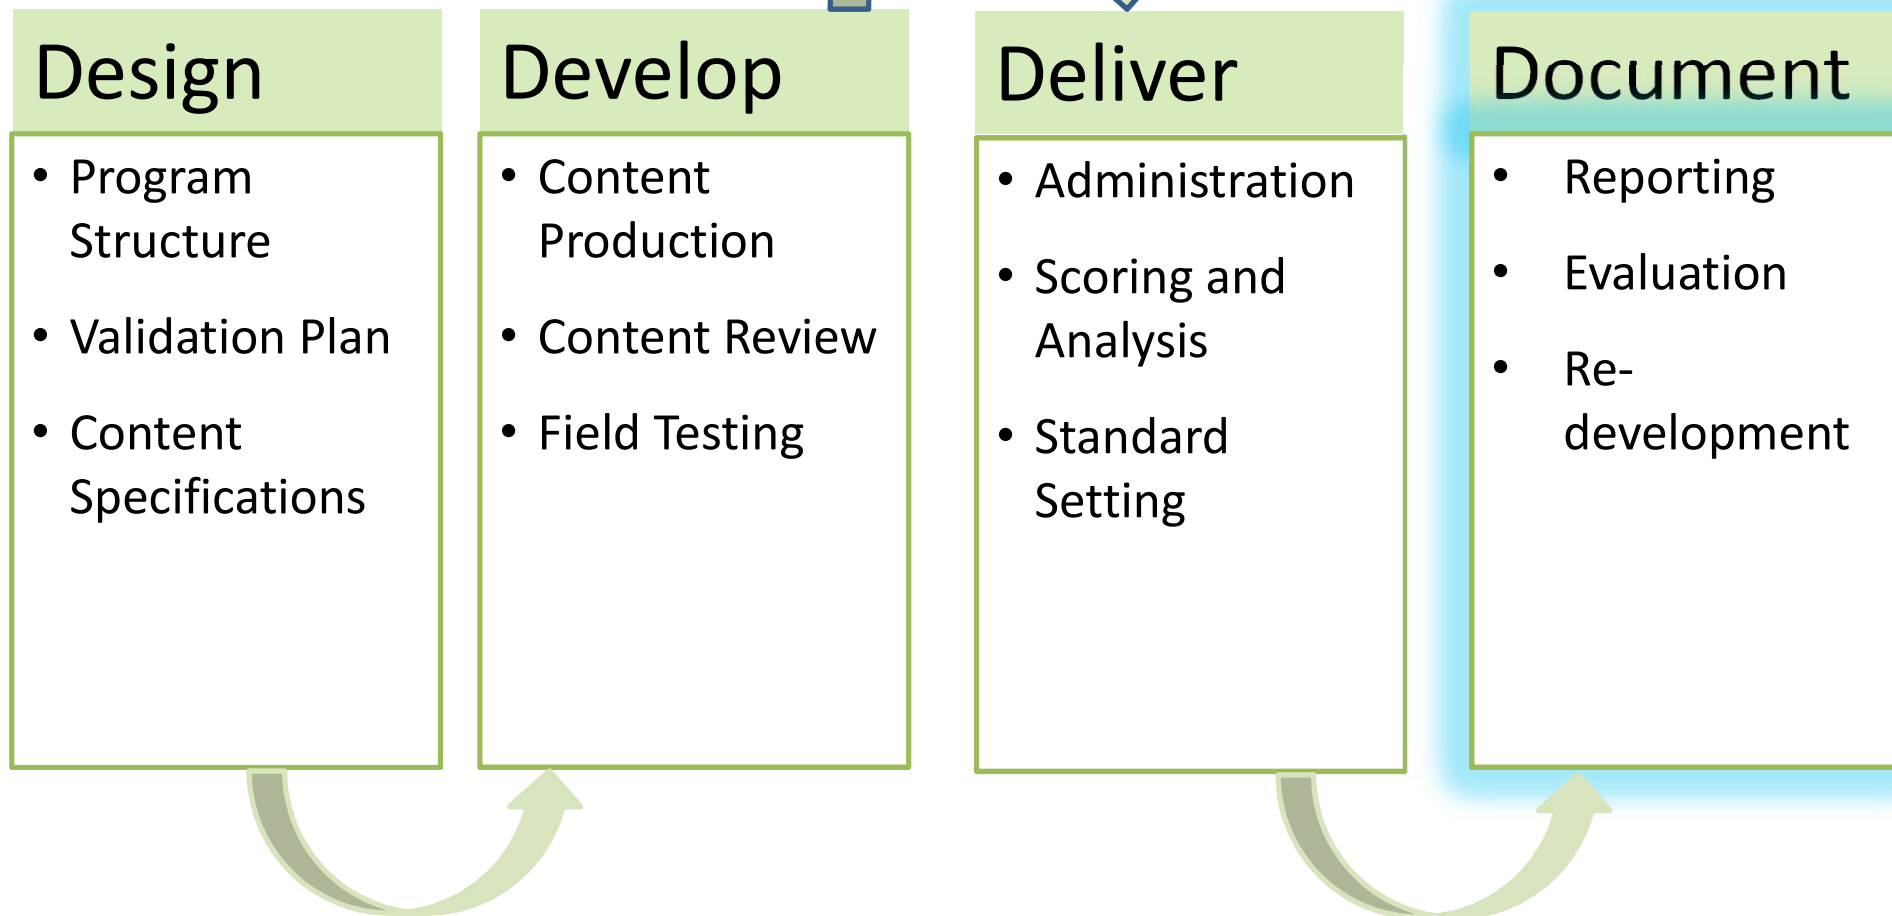 Design
• Program
Structure
• Validation Plan
• Content
Specifications
Develop
• Content
Production
• Content Review
• Field Testing
Deliver
• Administration
• Scoring and
Analysis
• Standard
Setting
Document
• Reporting
• Evaluation
• Re-
development